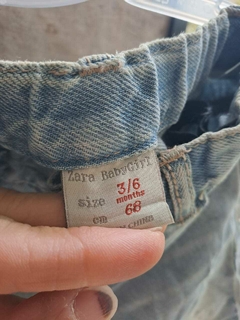 Zara BabyGirl
size 3/6
months
cm 68
CHINA